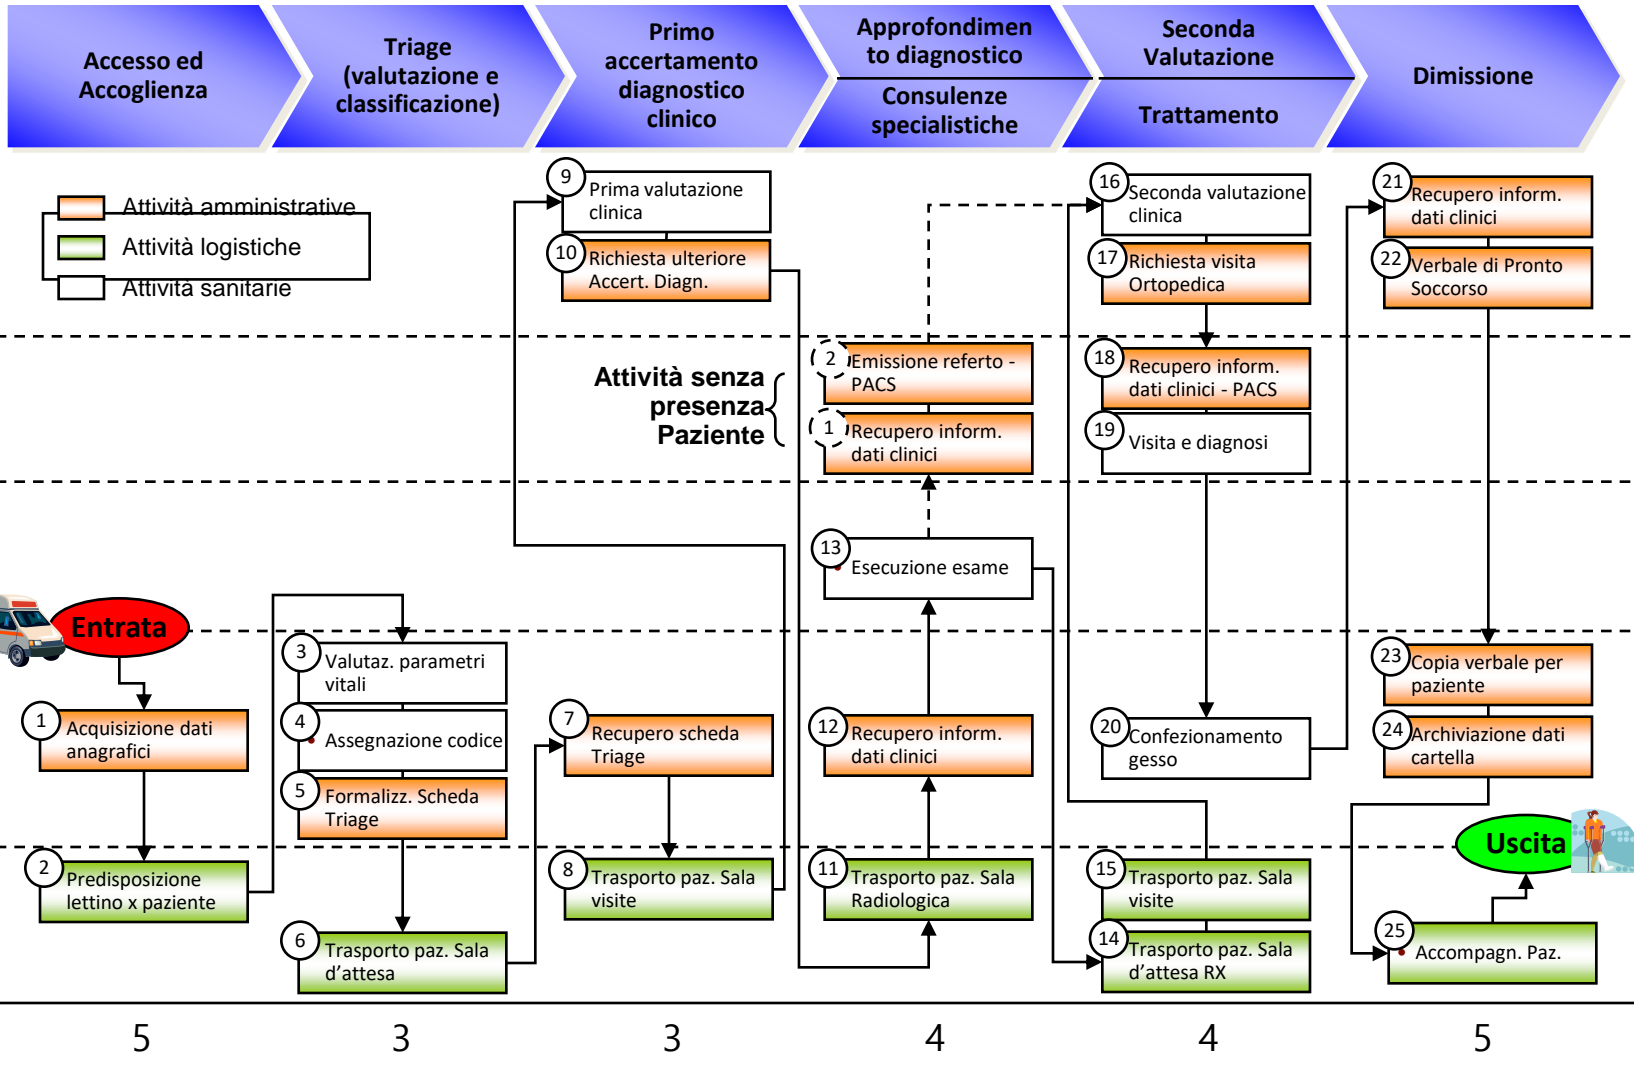 Accesso ed
Accoglienza
Triage
(valutazione e
classificazione)
Primo
accertamento
diagnostico
clinico
Approfondimen
to diagnostico
Consulenze
specialistiche
Seconda
Valutazione
Trattamento
Dimissione
Attività amministrative
Attività logistiche
Attività sanitarie
9
Prima valutazione
clinica
10
Richiesta ulteriore
Accert. Diagn.
16
Seconda valutazione
clinica
17
Richiesta visita
Ortopedica
21
Recupero inform.
dati clinici
22
Verbale di Pronto
Soccorso
Attività senza
presenza
Paziente
2
Emissione referto -
PACS
1
Recupero inform.
dati clinici
18
Recupero inform.
dati clinici - PACS
19
Visita e diagnosi
13
Esecuzione esame
Entrata
1
Acquisizione dati
anagrafici
2
Predisposizione
lettino x paziente
3
Valutaz. parametri
vitali
4
Assegnazione codice
5
Formalizz. Scheda
Triage
6
Trasporto paz. Sala
d'attesa
7
Recupero scheda
Triage
8
Trasporto paz. Sala
visite
12
Recupero inform.
dati clinici
11
Trasporto paz. Sala
Radiologica
20
Confezionamento
gesso
15
Trasporto paz. Sala
visite
14
Trasporto paz. Sala
d'attesa RX
23
Copia verbale per
paziente
24
Archiviazione dati
cartella
Uscita
25
Accompagn. Paz.
5
3
3
4
4
5